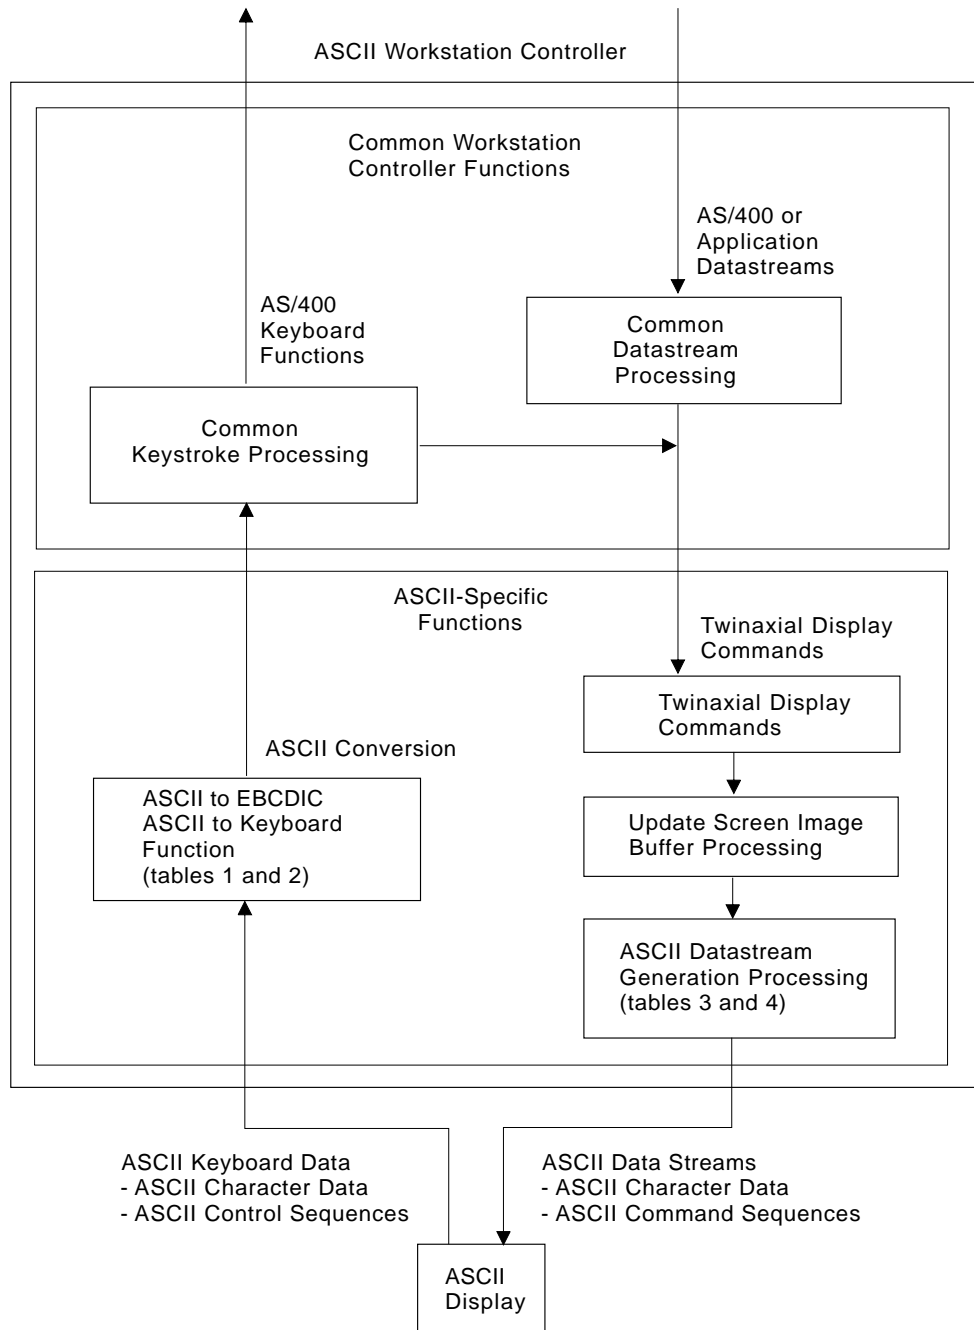 ASCII Workstation Controller
Common Workstation
Controller Functions
AS/400 or
Application
Datastreams
AS/400
Keyboard
Functions
Common
Datastream
Processing
Common
Keystroke Processing
ASCII-Specific
Functions
Twinaxial Display
Commands
Twinaxial Display
Commands
ASCII Conversion
ASCII to EBCDIC
ASCII to Keyboard
Function
(tables 1 and 2)
Update Screen Image
Buffer Processing
ASCII Datastream
Generation Processing
(tables 3 and 4)
ASCII Keyboard Data
- ASCII Character Data
- ASCII Control Sequences
ASCII Data Streams
- ASCII Character Data
- ASCII Command Sequences
ASCII
Display